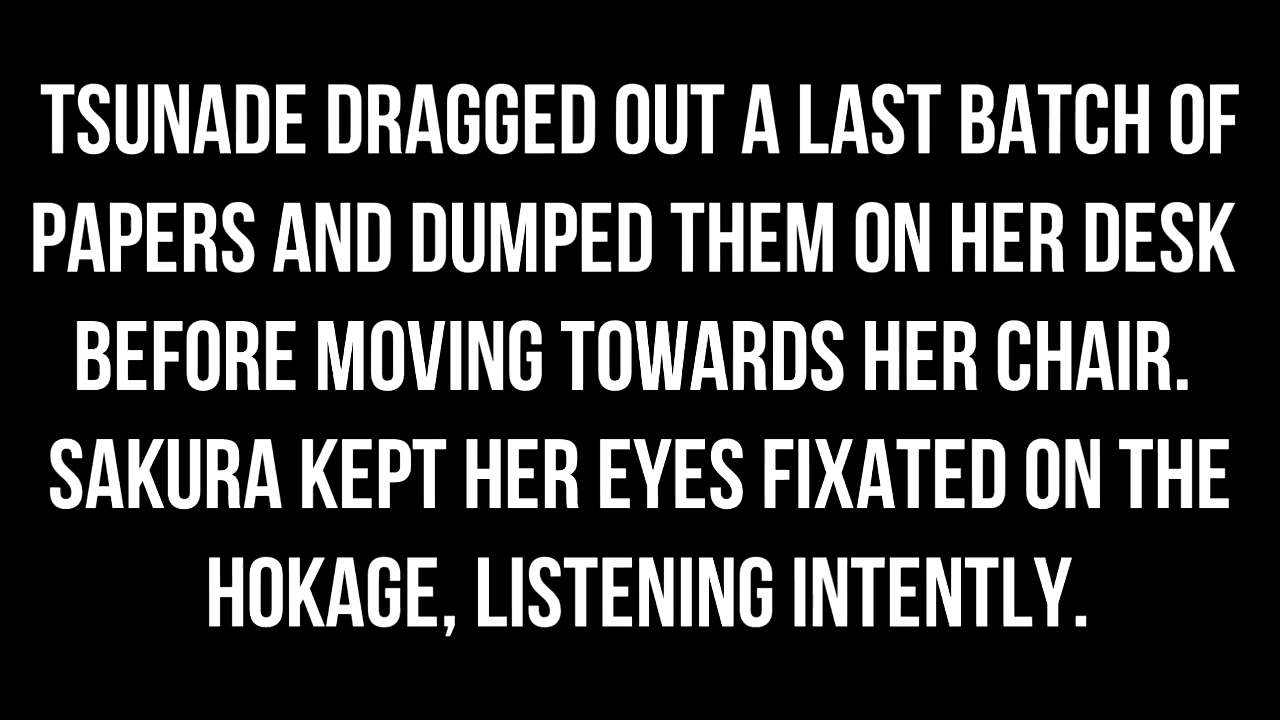 TSUNADE DRAGGED OUT A LAST BATCH OF
PAPERS AND DUMPED THEM ON HER DESK
BEFORE MOVING TOWARDS HER CHAIR.
SAKURA KEPT HER EYES FIXATED ON THE
HOKAGE, LISTENING INTENTLY.